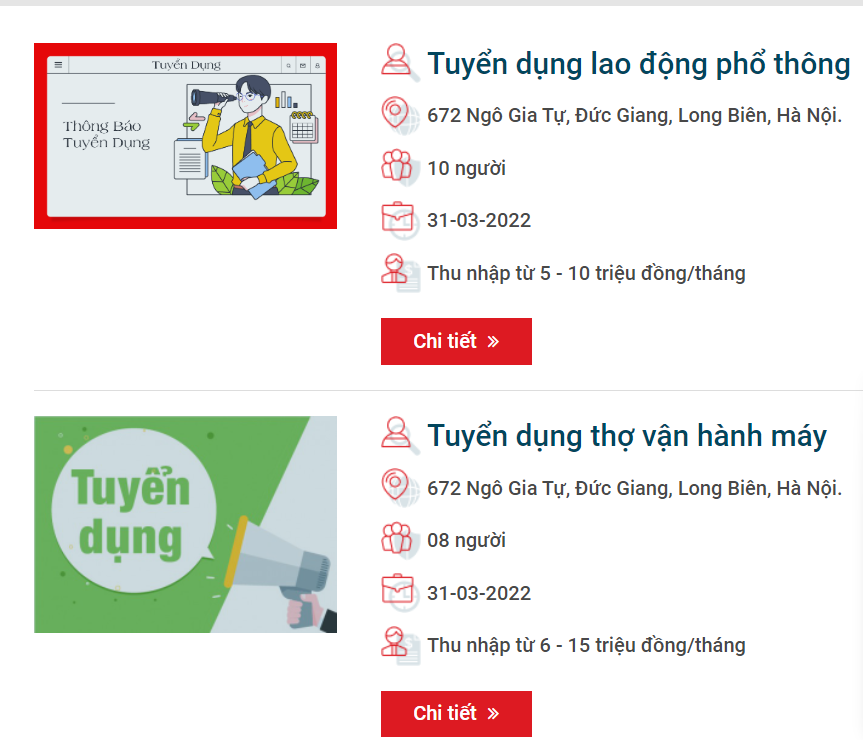 Tuyển Dụng
Thông Báo
Tuyển Dụng
Tuyển dụng lao động phổ thông
672 Ngô Gia Tự, Đức Giang, Long Biên, Hà Nội.
10 người
31-03-2022
Thu nhập từ 5 - 10 triệu đồng/tháng
Chi tiết »
Tuyển
dụng
Tuyển dụng thợ vận hành máy
672 Ngô Gia Tự, Đức Giang, Long Biên, Hà Nội.
08 người
31-03-2022
Thu nhập từ 6 - 15 triệu đồng/tháng
Chi tiết »